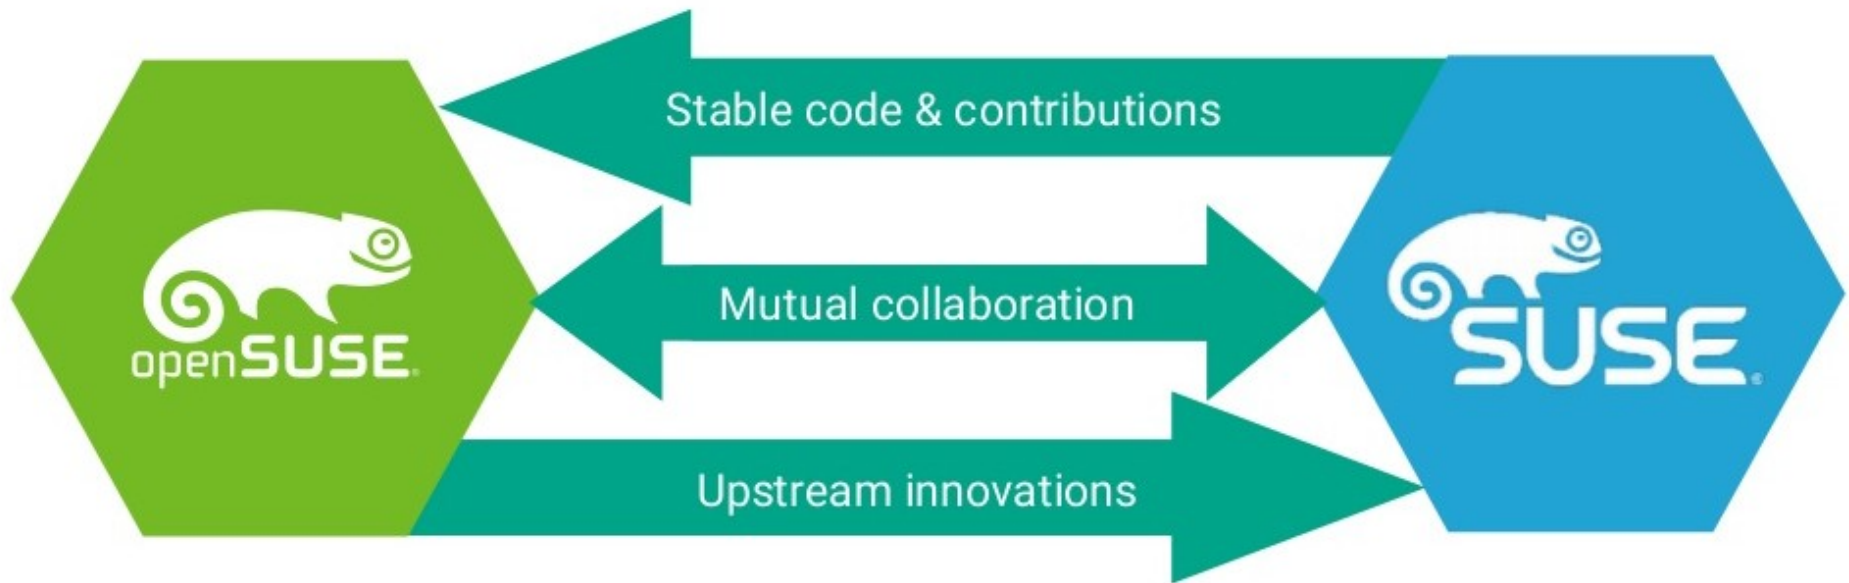 Stable code & contributions
openSUSE
Mutual collaboration
SUSE
Upstream innovations